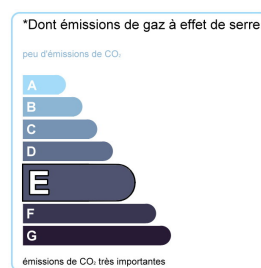 *Dont émissions de gaz à effet de serre
peu d'émissions de CO₂
A
B
C
D
E
F
G
émissions de CO₂ très importantes